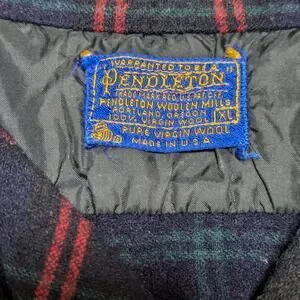 "WARRANTED TO BE A
"PENDLETON"
TRADE MARK REG. U.S. PAT. OFF.
PENDLETON WOOLEN MILLS
PORTLAND, OREGON
100% VIRGIN WOOL
XL
PURE VIRGIN WOOL
MADE IN U.S.A.